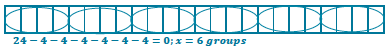 24 − 4 − 4 − 4 − 4 − 4 − 4 = 0; x = 6 groups